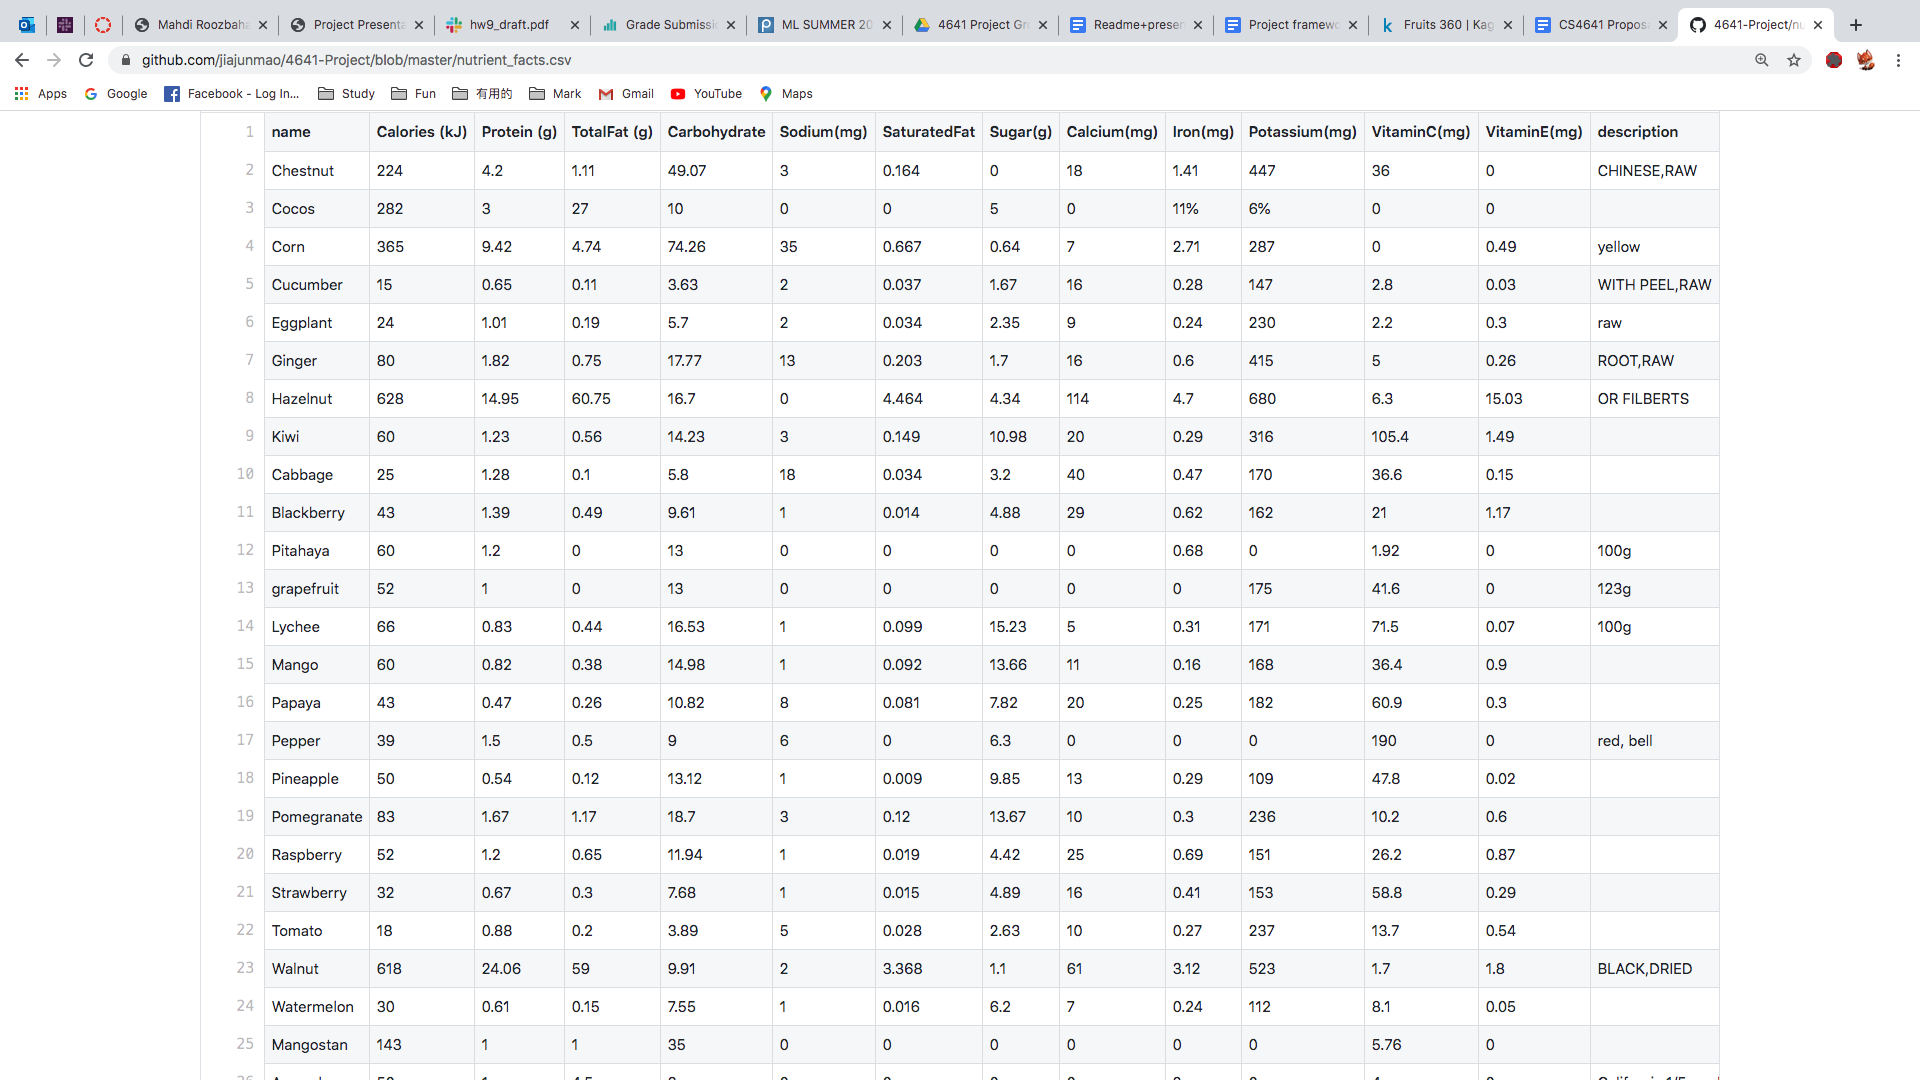 Mahdi Roozbaha
Project Presenta
hw9_draft.pdf
Grade Submissio
ML SUMMER 20
4641 Project Gr
Readme+presen
Project framewo
Fruits 360 | Kag
CS4641 Proposa
4641-Project/nu
github.com/jiajunmao/4641-Project/blob/master/nutrient_facts.csv
Apps Google Facebook - Log In... Study Fun 有用的 Mark Gmail YouTube Maps
1 name Calories (kJ) Protein (g) TotalFat (g) Carbohydrate Sodium(mg) SaturatedFat Sugar(g) Calcium(mg) Iron(mg) Potassium(mg) VitaminC(mg) VitaminE(mg) description
2 Chestnut 224 4.2 1.11 49.07 3 0.164 0 18 1.41 447 36 0 CHINESE,RAW
3 Cocos 282 3 27 10 0 0 5 0 11% 6% 0 0
4 Corn 365 9.42 4.74 74.26 35 0.667 0.64 7 2.71 287 0 0.49 yellow
5 Cucumber 15 0.65 0.11 3.63 2 0.037 1.67 16 0.28 147 2.8 0.03 WITH PEEL,RAW
6 Eggplant 24 1.01 0.19 5.7 2 0.034 2.35 9 0.24 230 2.2 0.3 raw
7 Ginger 80 1.82 0.75 17.77 13 0.203 1.7 16 0.6 415 5 0.26 ROOT,RAW
8 Hazelnut 628 14.95 60.75 16.7 0 4.464 4.34 114 4.7 680 6.3 15.03 OR FILBERTS
9 Kiwi 60 1.23 0.56 14.23 3 0.149 10.98 20 0.29 316 105.4 1.49
10 Cabbage 25 1.28 0.1 5.8 18 0.034 3.2 40 0.47 170 36.6 0.15
11 Blackberry 43 1.39 0.49 9.61 1 0.014 4.88 29 0.62 162 21 1.17
12 Pitahaya 60 1.2 0 13 0 0 0 0 0.68 0 1.92 0 100g
13 grapefruit 52 1 0 13 0 0 0 0 0 175 41.6 0 123g
14 Lychee 66 0.83 0.44 16.53 1 0.099 15.23 5 0.31 171 71.5 0.07 100g
15 Mango 60 0.82 0.38 14.98 1 0.092 13.66 11 0.16 168 36.4 0.9
16 Papaya 43 0.47 0.26 10.82 8 0.081 7.82 20 0.25 182 60.9 0.3
17 Pepper 39 1.5 0.5 9 6 0 6.3 0 0 0 190 0 red, bell
18 Pineapple 50 0.54 0.12 13.12 1 0.009 9.85 13 0.29 109 47.8 0.02
19 Pomegranate 83 1.67 1.17 18.7 3 0.12 13.67 10 0.3 236 10.2 0.6
20 Raspberry 52 1.2 0.65 11.94 1 0.019 4.42 25 0.69 151 26.2 0.87
21 Strawberry 32 0.67 0.3 7.68 1 0.015 4.89 16 0.41 153 58.8 0.29
22 Tomato 18 0.88 0.2 3.89 5 0.028 2.63 10 0.27 237 13.7 0.54
23 Walnut 618 24.06 59 9.91 2 3.368 1.1 61 3.12 523 1.7 1.8 BLACK,DRIED
24 Watermelon 30 0.61 0.15 7.55 1 0.016 6.2 7 0.24 112 8.1 0.05
25 Mangostan 143 1 1 35 0 0 0 0 0 0 5.76 0